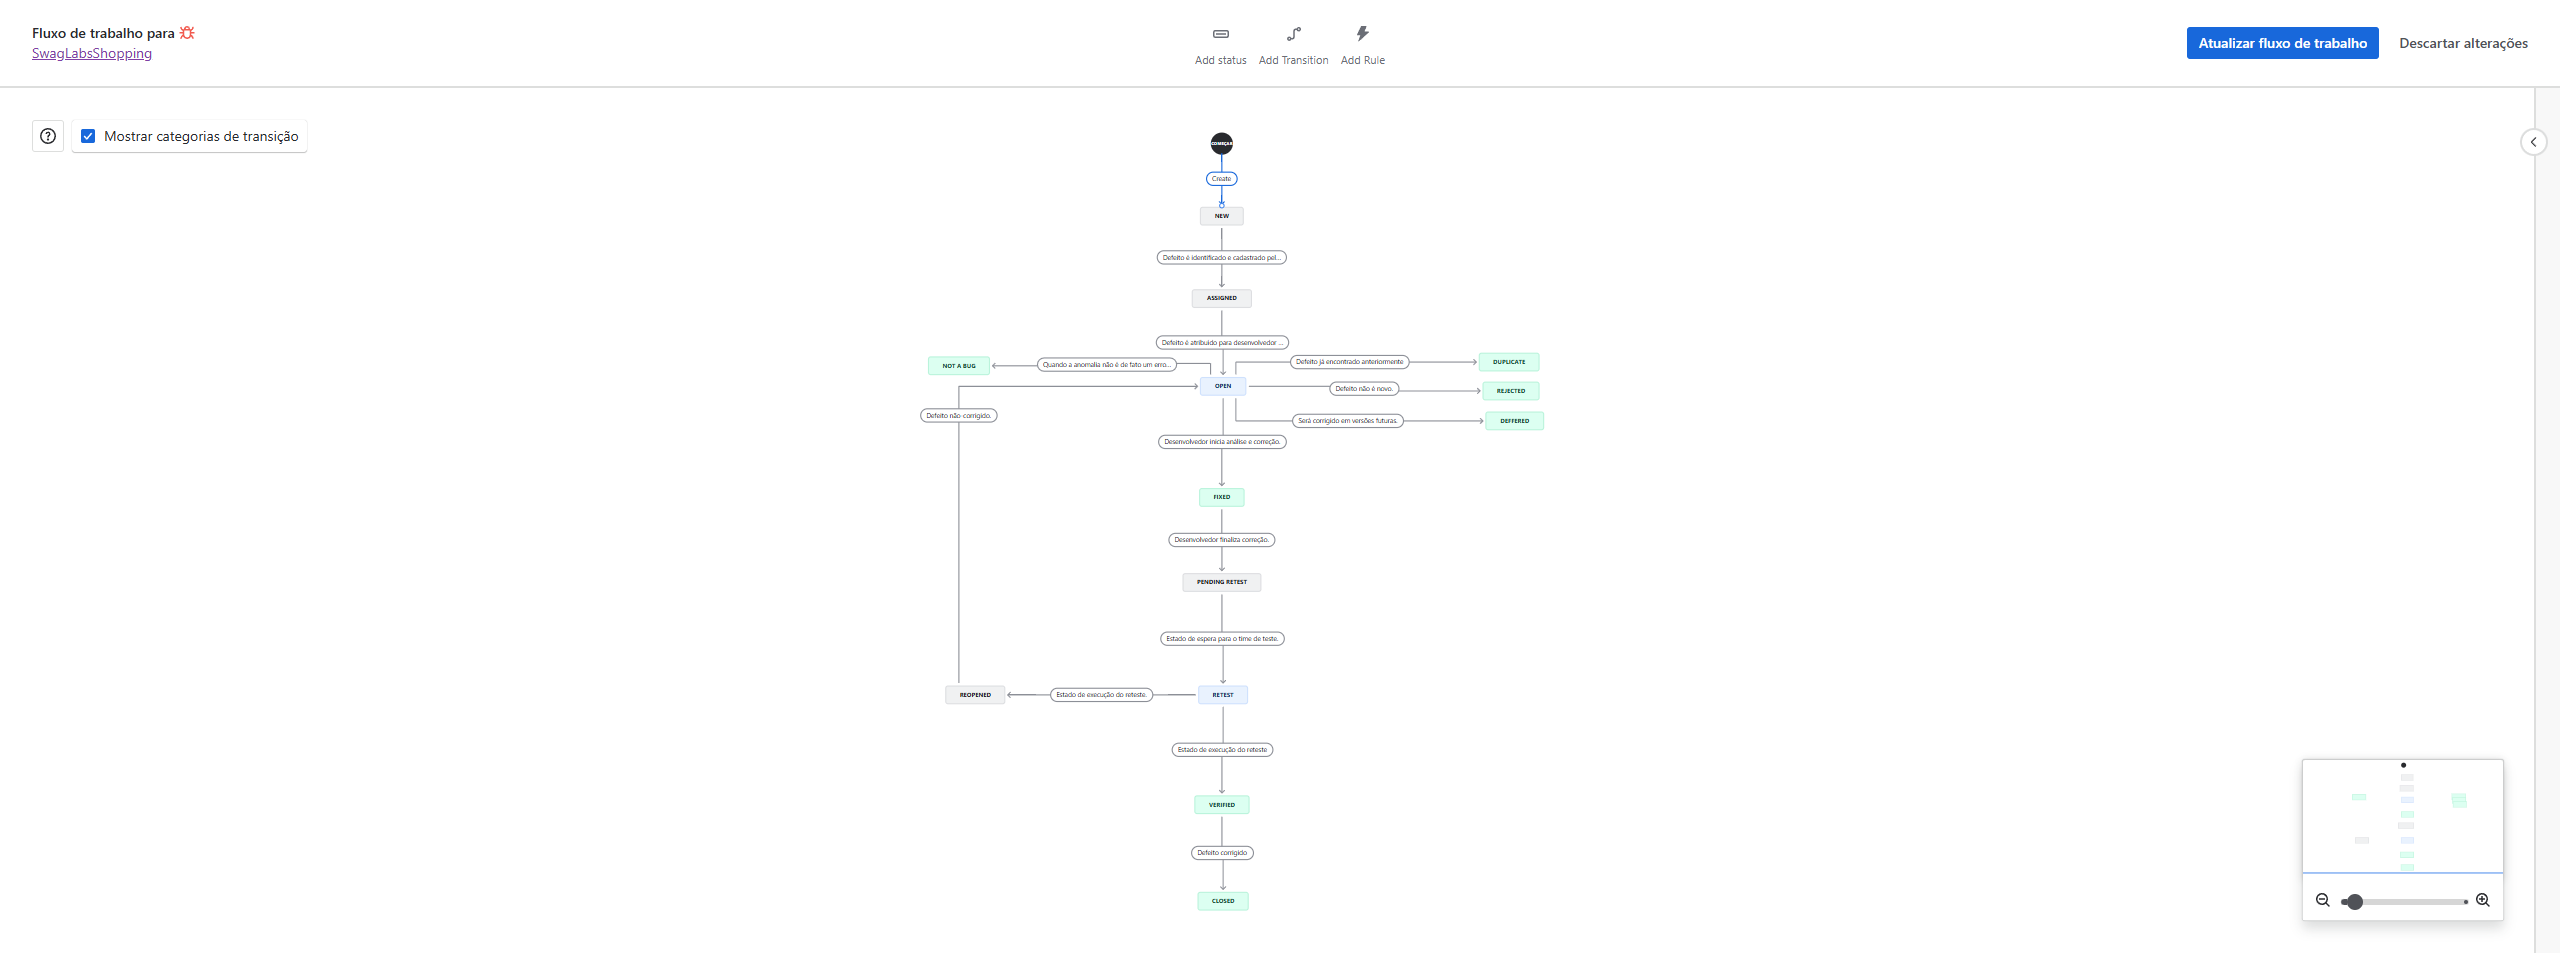 Fluxo de trabalho para
SwagLabsShopping
Add status
Add Transition
Add Rule
Atualizar fluxo de trabalho
Descartar alterações
Mostrar categorias de transição
COMEÇAR
Create
NEW
Defeito é identificado e cadastrado pel...
ASSIGNED
Defeito é atribuído para desenvolvedor ...
NOT A BUG
Quando a anomalia não é de fato um erro...
Defeito já encontrado anteriormente
DUPLICATE
OPEN
Defeito não é novo.
REJECTED
Defeito não corrigido.
Será corrigido em versões futuras.
DEFFERED
Desenvolvedor inicia análise e correção.
FIXED
Desenvolvedor finaliza correção.
PENDING RETEST
Estado de espera para o time de teste.
REOPENED
Estado de execução do reteste.
RETEST
Estado de execução do reteste
VERIFIED
Defeito corrigido
CLOSED